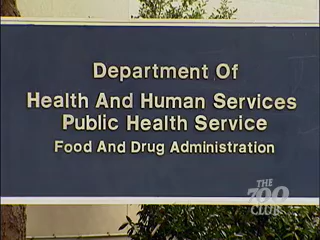 Department Of
Health And Human Services
Public Health Service
Food And Drug Administration
THE
700
CLUB